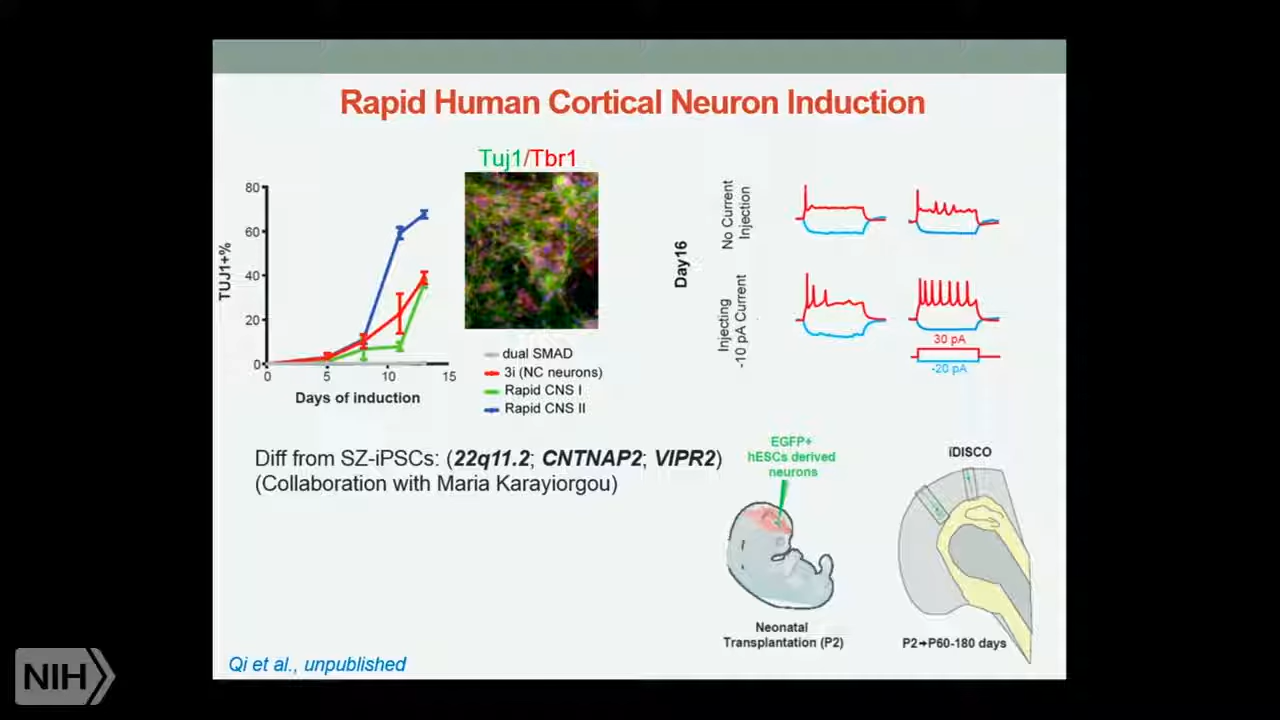 Rapid Human Cortical Neuron Induction
Tuj1/Tbr1
80
60
40
20
0
TUJ1+%
0 5 10 15
Days of induction
dual SMAD
3i (NC neurons)
Rapid CNS I
Rapid CNS II
Day16
No Current
Injection
Injecting
-10 pA Current
30 pA
-20 pA
Diff from SZ-iPSCs: (22q11.2; CNTNAP2; VIPR2)
(Collaboration with Maria Karayiorgou)
EGFP+
hESCs derived
neurons
Neonatal
Transplantation (P2)
iDISCO
P2→P60-180 days
Qi et al., unpublished
NIH